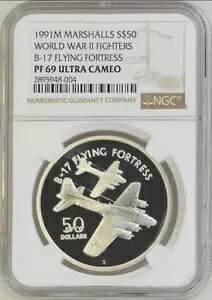 1991M MARSHALLS S$50
WORLD WAR II FIGHTERS
B-17 FLYING FORTRESS
PF 69 ULTRA CAMEO
2895948-004
NUMISMATIC GUARANTY COMPANY
NGC
B-17 FLYING FORTRESS
50
DOLLARS
S